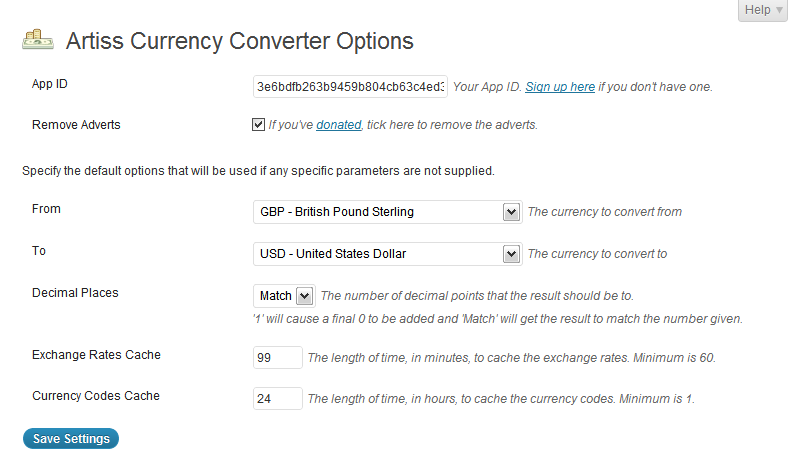 Help
Artiss Currency Converter Options
App ID 3e6bdfb263b9459b804cb63c4ed3 Your App ID. Sign up here if you don't have one.
Remove Adverts If you've donated, tick here to remove the adverts.
Specify the default options that will be used if any specific parameters are not supplied.
From GBP - British Pound Sterling The currency to convert from
To USD - United States Dollar The currency to convert to
Decimal Places Match The number of decimal points that the result should be to.
'1' will cause a final 0 to be added and 'Match' will get the result to match the number given.
Exchange Rates Cache 99 The length of time, in minutes, to cache the exchange rates. Minimum is 60.
Currency Codes Cache 24 The length of time, in hours, to cache the currency codes. Minimum is 1.
Save Settings